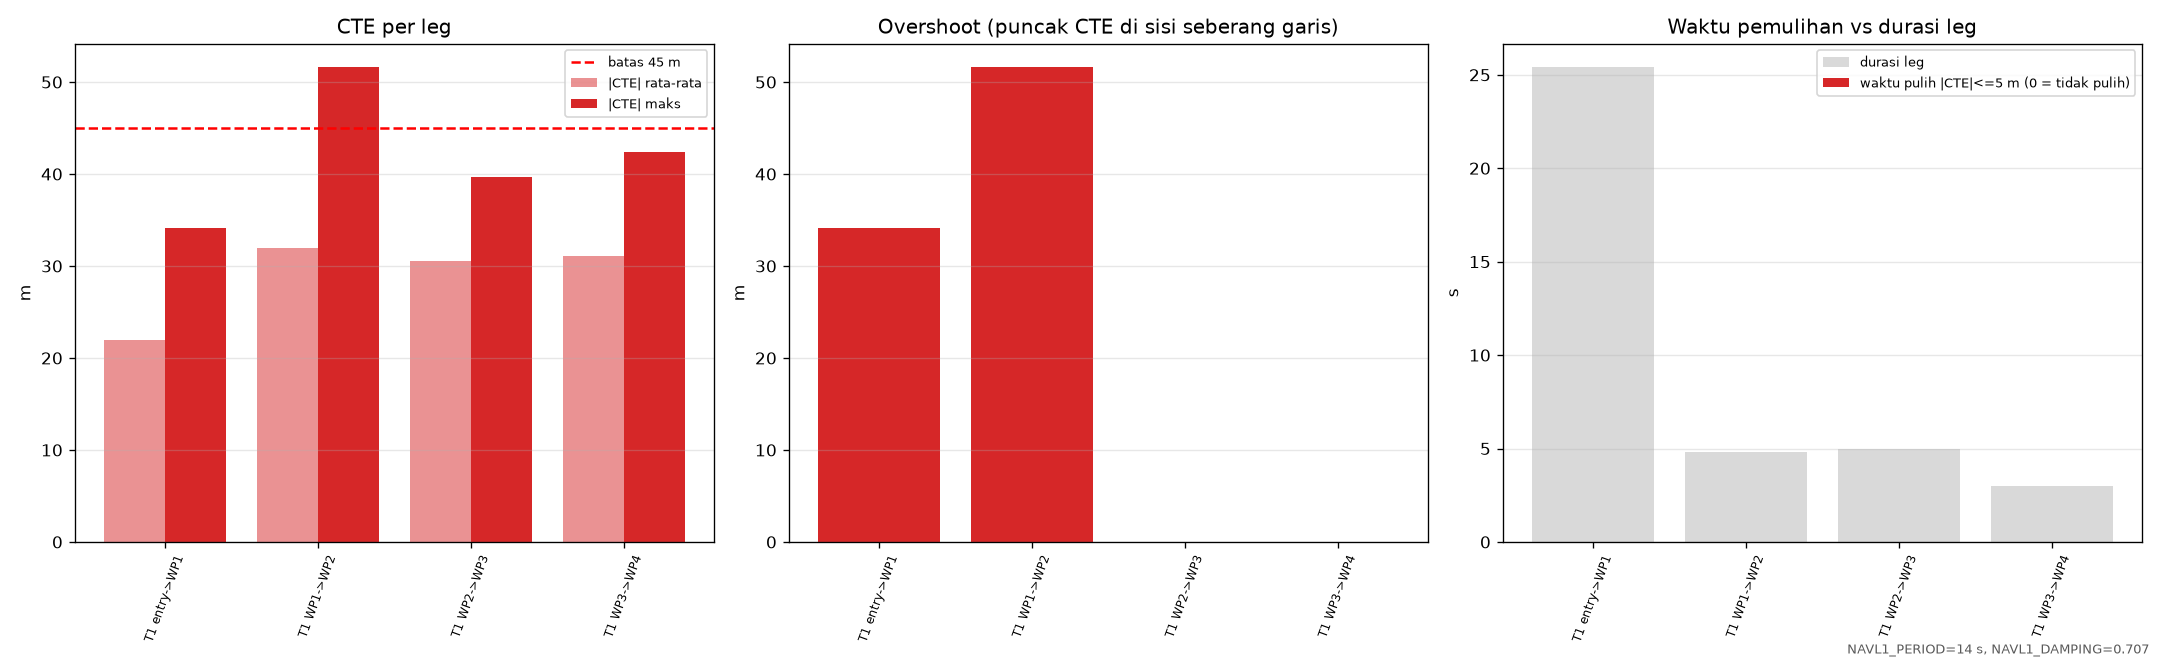 CTE per leg
m
50
40
30
20
10
0
batas 45 m
|CTE| rata-rata
|CTE| maks
T1 entry->WP1
T1 WP1->WP2
T1 WP2->WP3
T1 WP3->WP4
Overshoot (puncak CTE di sisi seberang garis)
m
50
40
30
20
10
0
T1 entry->WP1
T1 WP1->WP2
T1 WP2->WP3
T1 WP3->WP4
Waktu pemulihan vs durasi leg
s
25
20
15
10
5
0
durasi leg
waktu pulih |CTE|<=5 m (0 = tidak pulih)
T1 entry->WP1
T1 WP1->WP2
T1 WP2->WP3
T1 WP3->WP4
NAVL1_PERIOD=14 s, NAVL1_DAMPING=0.707